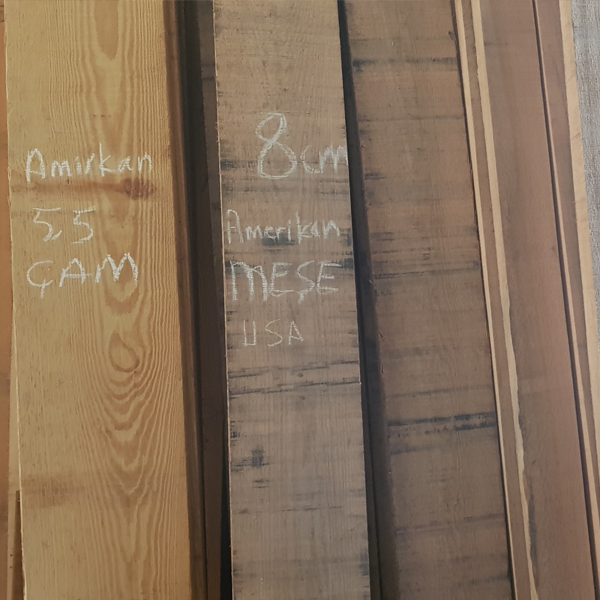 Amirkan
5.5
ÇAM
8cm
Amerikan
MEŞE
USA